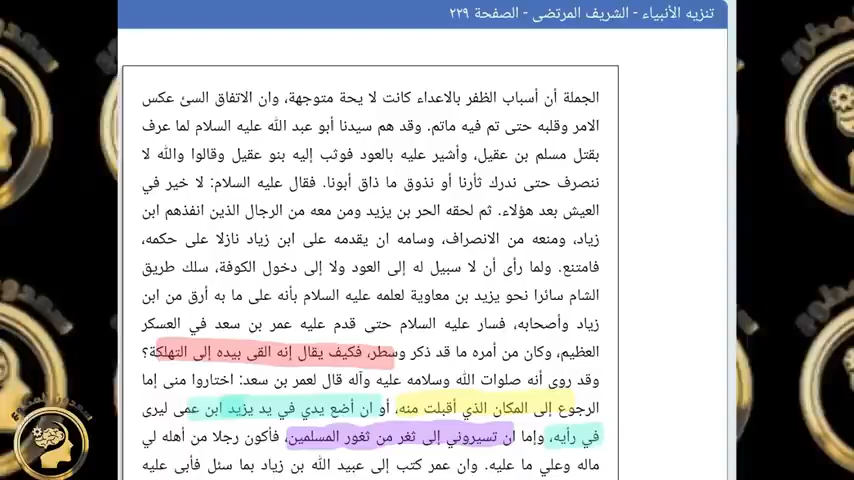 تنزيه الأنبياء - الشريف المرتضى - الصفحة ٢٢٩
الجملة أن أسباب الظفر بالاعداء كانت لا يحة متوجهة، وان الاتفاق السئ عكس
الامر وقلبه حتى تم فيه ماتم. وقد هم سيدنا أبو عبد الله عليه السلام لما عرف
بقتل مسلم بن عقيل، وأشير عليه بالعود فوثب إليه بنو عقيل وقالوا والله لا
ننصرف حتى ندرك ثأرنا أو نذوق ما ذاق أبونا. فقال عليه السلام: لا خير في
العيش بعد هؤلاء. ثم لحقه الحر بن يزيد ومن معه من الرجال الذين انفذهم ابن
زياد، ومنعه من الانصراف، وسامه ان يقدمه على ابن زياد نازلا على حكمه،
فامتنع. ولما رأى أن لا سبيل له إلى العود ولا إلى دخول الكوفة، سلك طريق
الشام سائرا نحو يزيد بن معاوية لعلمه عليه السلام بأنه على ما به أرق من ابن
زياد وأصحابه، فسار عليه السلام حتى قدم عليه عمر بن سعد في العسكر
العظيم، وكان من أمره ما قد ذكر وسطر، فكيف يقال إنه القى بيده إلى التهلكة؟
وقد روى أنه صلوات الله وسلامه عليه وآله قال لعمر بن سعد: اختاروا منى إما
الرجوع إلى المكان الذي أقبلت منه، أو ان أضع يدي في يد يزيد ابن عمى ليرى
في رأيه، وإما أن تسيروني إلى ثغر من ثغور المسلمين، فأكون رجلا من أهله لي
ماله وعلي ما عليه. وان عمر كتب إلى عبيد الله بن زياد بما سئل فأبى عليه